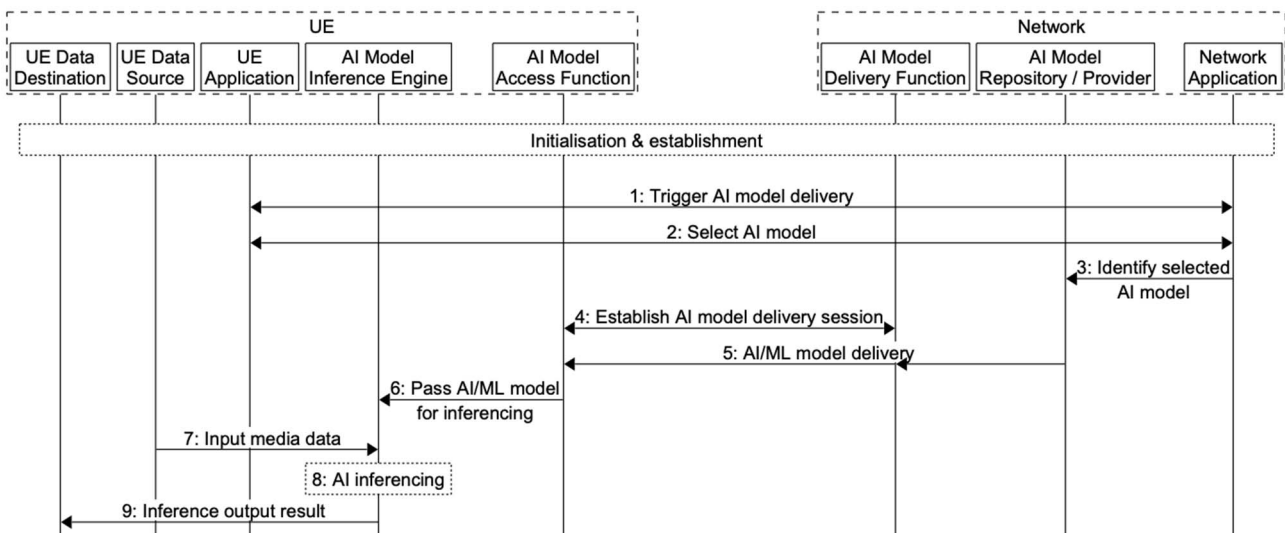 UE
Network
UE Data
Destination
UE Data
Source
UE
Application
AI Model
Inference Engine
AI Model
Access Function
AI Model
Delivery Function
AI Model
Repository / Provider
Network
Application
Initialisation & establishment
1: Trigger AI model delivery
2: Select AI model
3: Identify selected
AI model
4: Establish AI model delivery session
5: AI/ML model delivery
6: Pass AI/ML model
for inferencing
7: Input media data
8: AI inferencing
9: Inference output result